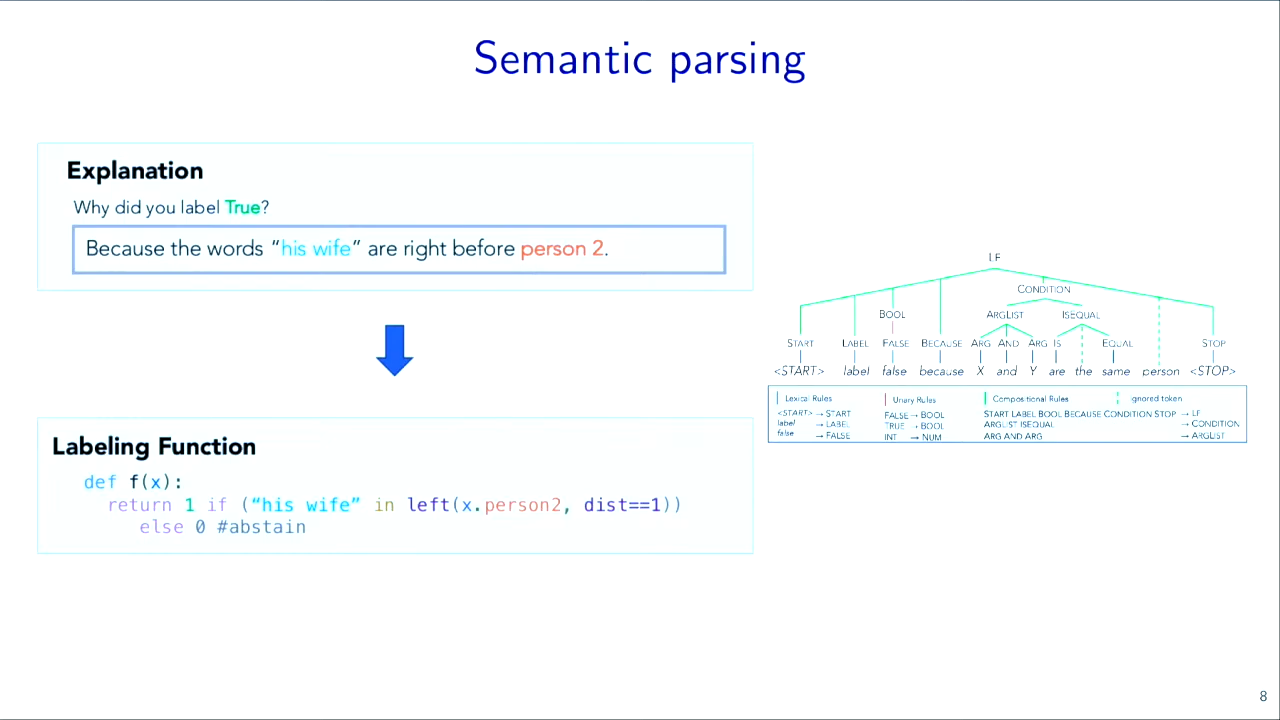 Semantic parsing
Explanation
Why did you label True?
Because the words “his wife” are right before person 2.
Labeling Function
def f(x):
return 1 if (“his wife” in left(x.person2, dist==1))
else 0 #abstain
LF
CONDITION
BOOL ARGLIST ISEQUAL
START LABEL FALSE BECAUSE ARG AND ARG IS EQUAL STOP
<START> label false because X and Y are the same person <STOP>
Lexical Rules Unary Rules Compositional Rules Ignored token
<START> → START FALSE → BOOL START LABEL BOOL BECAUSE CONDITION STOP → LF
label → LABEL TRUE → BOOL ARGLIST ISEQUAL → CONDITION
false → FALSE INT → NUM ARG AND ARG → ARGLIST
8